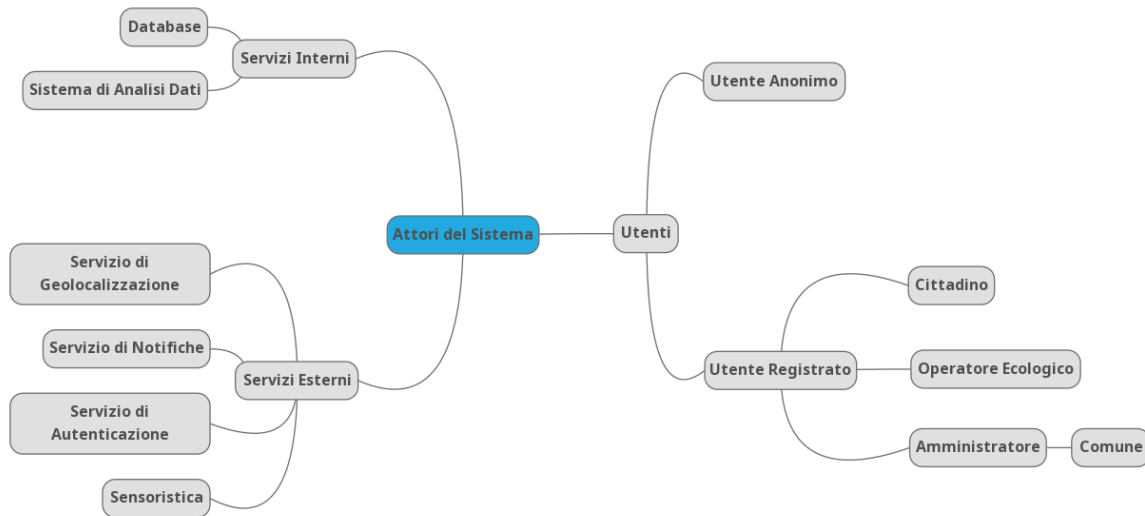 Database
Servizi Interni
Sistema di Analisi Dati
Utente Anonimo
Attori del Sistema
Utenti
Servizio di
Geolocalizzazione
Servizio di Notifiche
Servizi Esterni
Servizio di
Autenticazione
Sensoristica
Cittadino
Utente Registrato
Operatore Ecologico
Amministratore
Comune